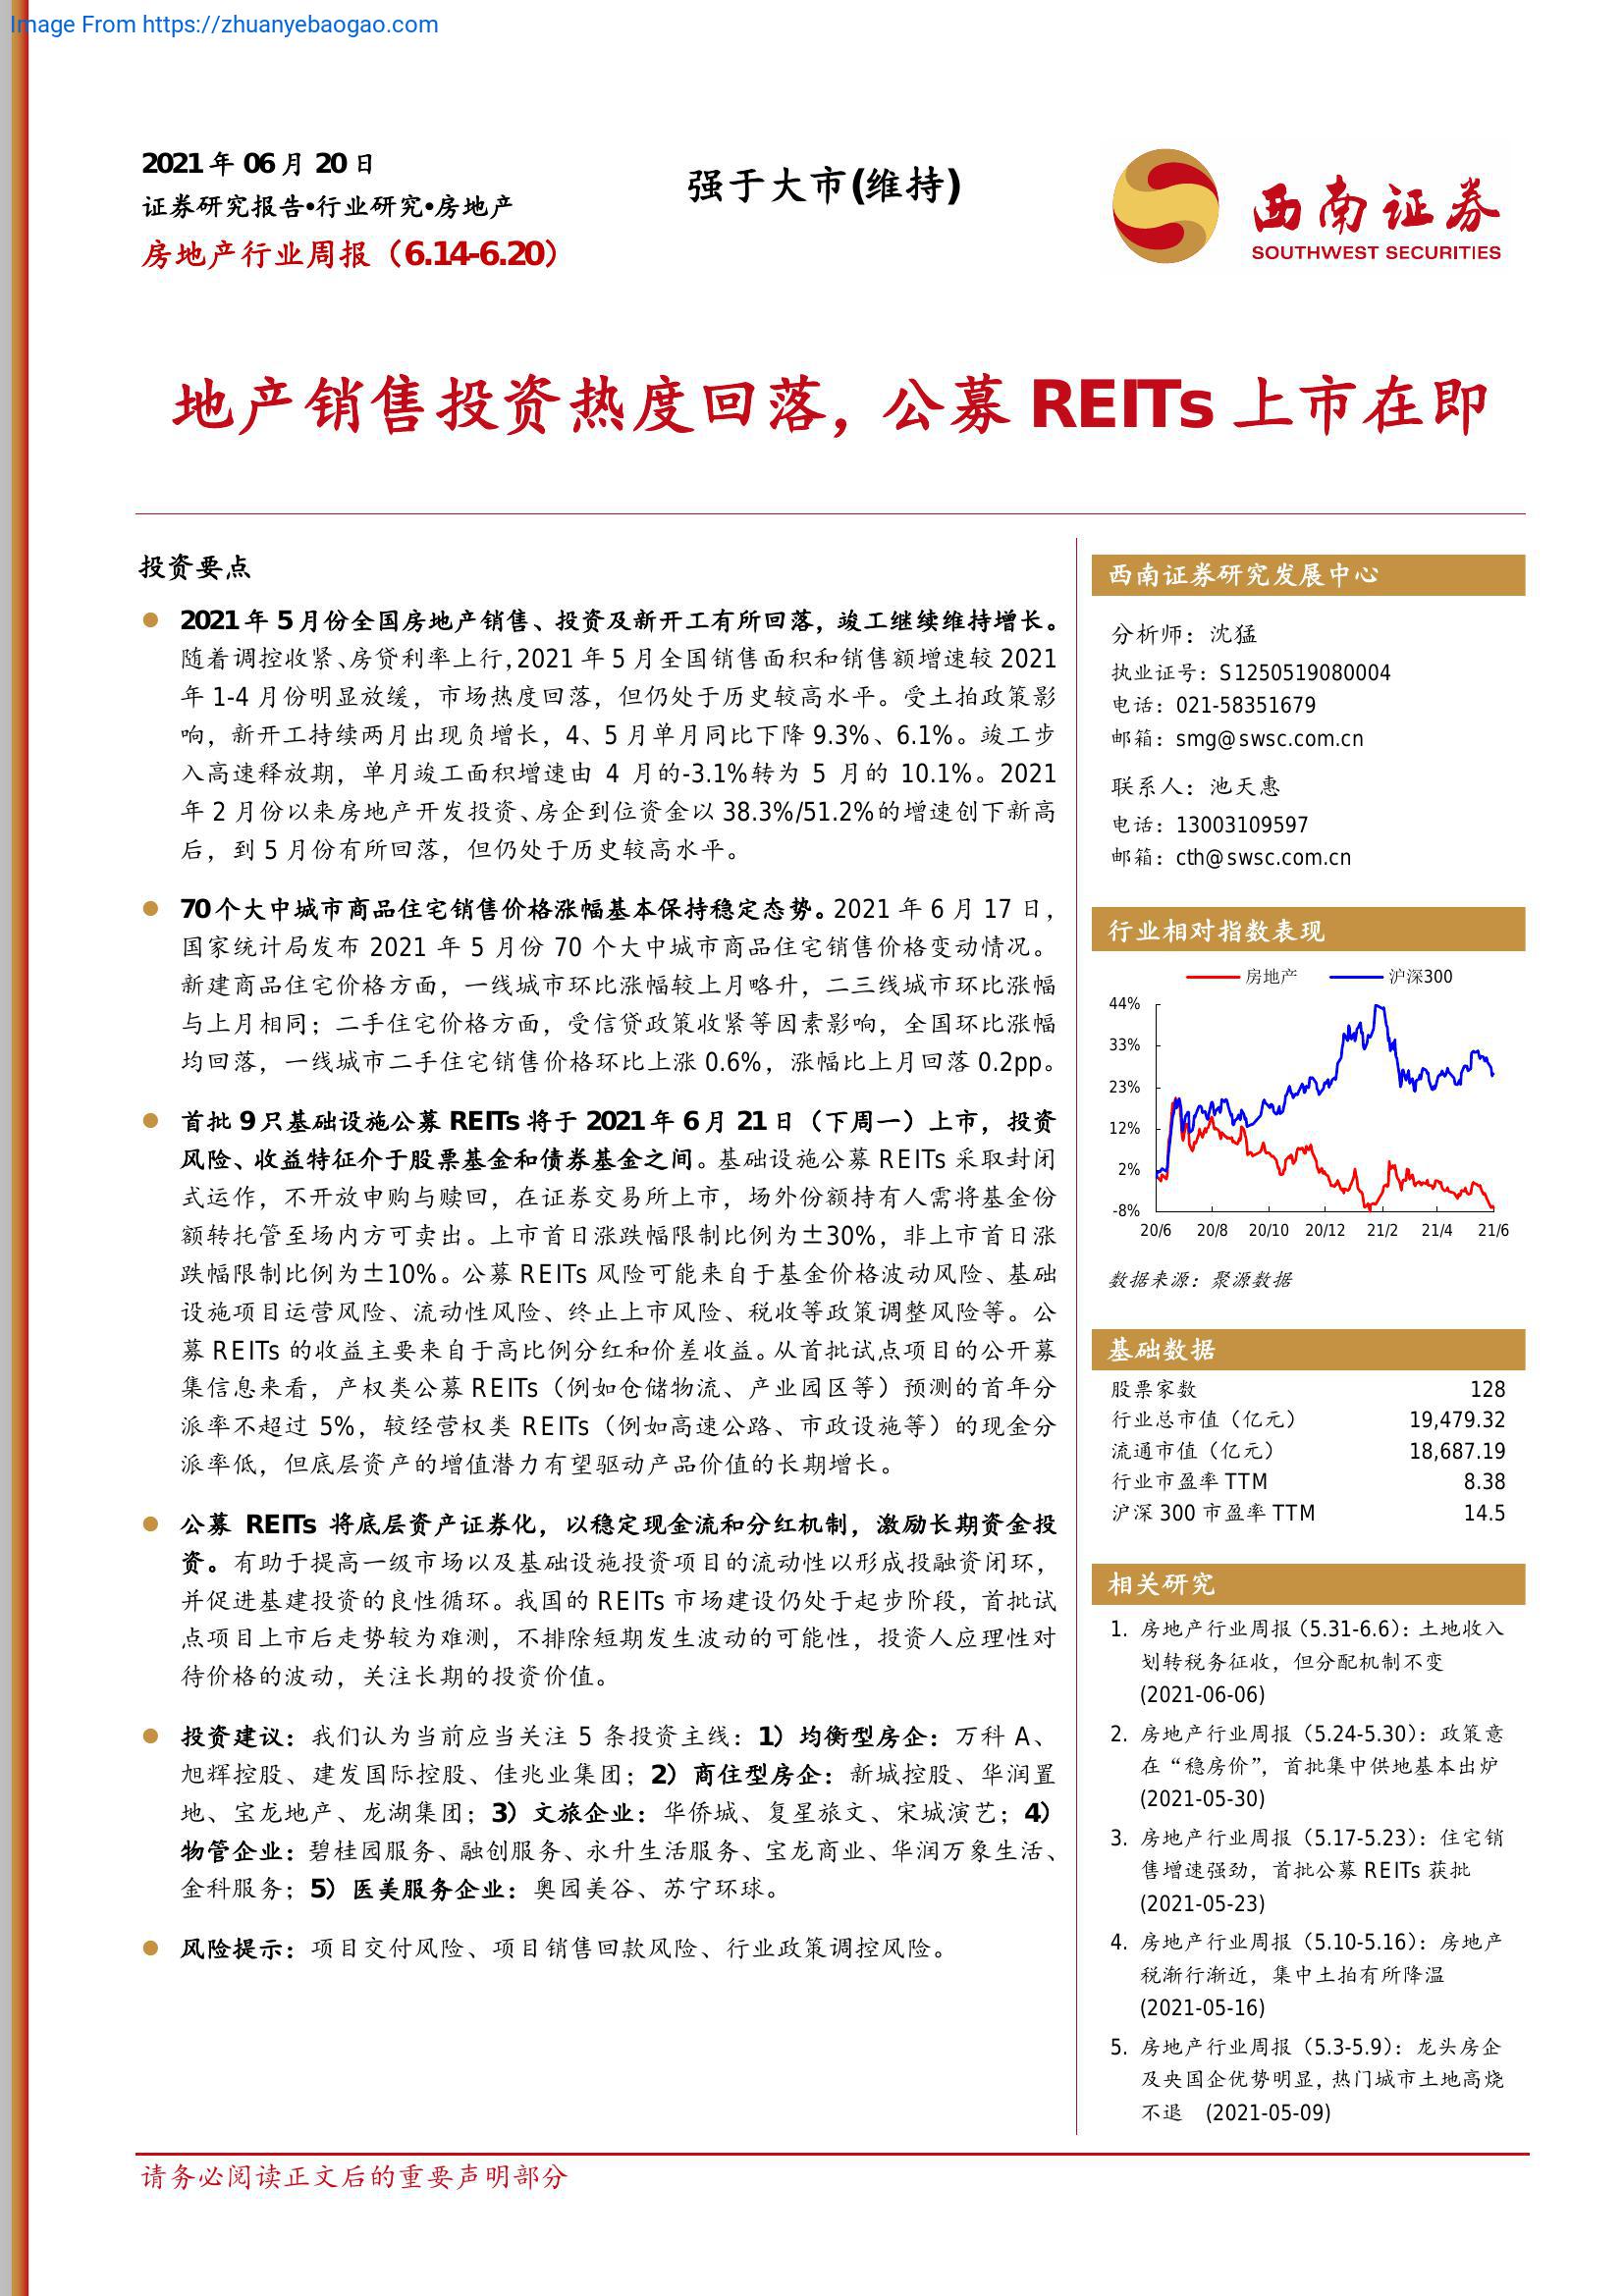 Image From https://zhuanyebaogao.com
2021 年 06 月 20 日
证券研究报告•行业研究•房地产
房地产行业周报（6.14-6.20）
强于大市(维持)
西南证券
SOUTHWEST SECURITIES
地产销售投资热度回落，公募 REITs 上市在即
投资要点
2021 年 5 月份全国房地产销售、投资及新开工有所回落，竣工继续维持增长。
随着调控收紧、房贷利率上行，2021 年 5 月全国销售面积和销售额增速较 2021
年 1-4 月份明显放缓，市场热度回落，但仍处于历史较高水平。受土拍政策影
响，新开工持续两月出现负增长，4、5 月单月同比下降 9.3%、6.1%。竣工步
入高速释放期，单月竣工面积增速由 4 月的-3.1%转为 5 月的 10.1%。2021
年 2 月份以来房地产开发投资、房企到位资金以 38.3%/51.2%的增速创下新高
后，到 5 月份有所回落，但仍处于历史较高水平。
70 个大中城市商品住宅销售价格涨幅基本保持稳定态势。2021 年 6 月 17 日，
国家统计局发布 2021 年 5 月份 70 个大中城市商品住宅销售价格变动情况。
新建商品住宅价格方面，一线城市环比涨幅较上月略升，二三线城市环比涨幅
与上月相同；二手住宅价格方面，受信贷政策收紧等因素影响，全国环比涨幅
均回落，一线城市二手住宅销售价格环比上涨 0.6%，涨幅比上月回落 0.2pp。
首批 9 只基础设施公募 REITs 将于 2021 年 6 月 21 日（下周一）上市，投资
风险、收益特征介于股票基金和债券基金之间。基础设施公募 REITs 采取封闭
式运作，不开放申购与赎回，在证券交易所上市，场外份额持有人需将基金份
额转托管至场内方可卖出。上市首日涨跌幅限制比例为±30%，非上市首日涨
跌幅限制比例为±10%。公募 REITs 风险可能来自于基金价格波动风险、基础
设施项目运营风险、流动性风险、终止上市风险、税收等政策调整风险等。公
募 REITs 的收益主要来自于高比例分红和价差收益。从首批试点项目的公开募
集信息来看，产权类公募 REITs（例如仓储物流、产业园区等）预测的首年分
派率不超过 5%，较经营权类 REITs（例如高速公路、市政设施等）的现金分
派率低，但底层资产的增值潜力有望驱动产品价值的长期增长。
公募 REITs 将底层资产证券化，以稳定现金流和分红机制，激励长期资金投
资。有助于提高一级市场以及基础设施投资项目的流动性以形成投融资闭环，
并促进基建投资的良性循环。我国的 REITs 市场建设仍处于起步阶段，首批试
点项目上市后走势较为难测，不排除短期发生波动的可能性，投资人应理性对
待价格的波动，关注长期的投资价值。
投资建议：我们认为当前应当关注 5 条投资主线：1）均衡型房企：万科 A、
旭辉控股、建发国际控股、佳兆业集团；2）商住型房企：新城控股、华润置
地、宝龙地产、龙湖集团；3）文旅企业：华侨城、复星旅文、宋城演艺；4）
物管企业：碧桂园服务、融创服务、永升生活服务、宝龙商业、华润万象生活、
金科服务；5）医美服务企业：奥园美谷、苏宁环球。
风险提示：项目交付风险、项目销售回款风险、行业政策调控风险。
西南证券研究发展中心
分析师：沈猛
执业证号：S1250519080004
电话：021-58351679
邮箱：smg@swsc.com.cn
联系人：池天惠
电话：13003109597
邮箱：cth@swsc.com.cn
行业相对指数表现
房地产 沪深300
44%
33%
23%
12%
2%
-8%
20/6 20/8 20/10 20/12 21/2 21/4 21/6
数据来源：聚源数据
基础数据
股票家数 128
行业总市值（亿元） 19,479.32
流通市值（亿元） 18,687.19
行业市盈率 TTM 8.38
沪深 300 市盈率 TTM 14.5
相关研究
1. 房地产行业周报（5.31-6.6）：土地收入
划转税务征收，但分配机制不变
(2021-06-06)
2. 房地产行业周报（5.24-5.30）：政策意
在“稳房价”，首批集中供地基本出炉
(2021-05-30)
3. 房地产行业周报（5.17-5.23）：住宅销
售增速强劲，首批公募 REITs 获批
(2021-05-23)
4. 房地产行业周报（5.10-5.16）：房地产
税渐行渐近，集中土拍有所降温
(2021-05-16)
5. 房地产行业周报（5.3-5.9）：龙头房企
及央国企优势明显，热门城市土地高烧
不退 (2021-05-09)
请务必阅读正文后的重要声明部分